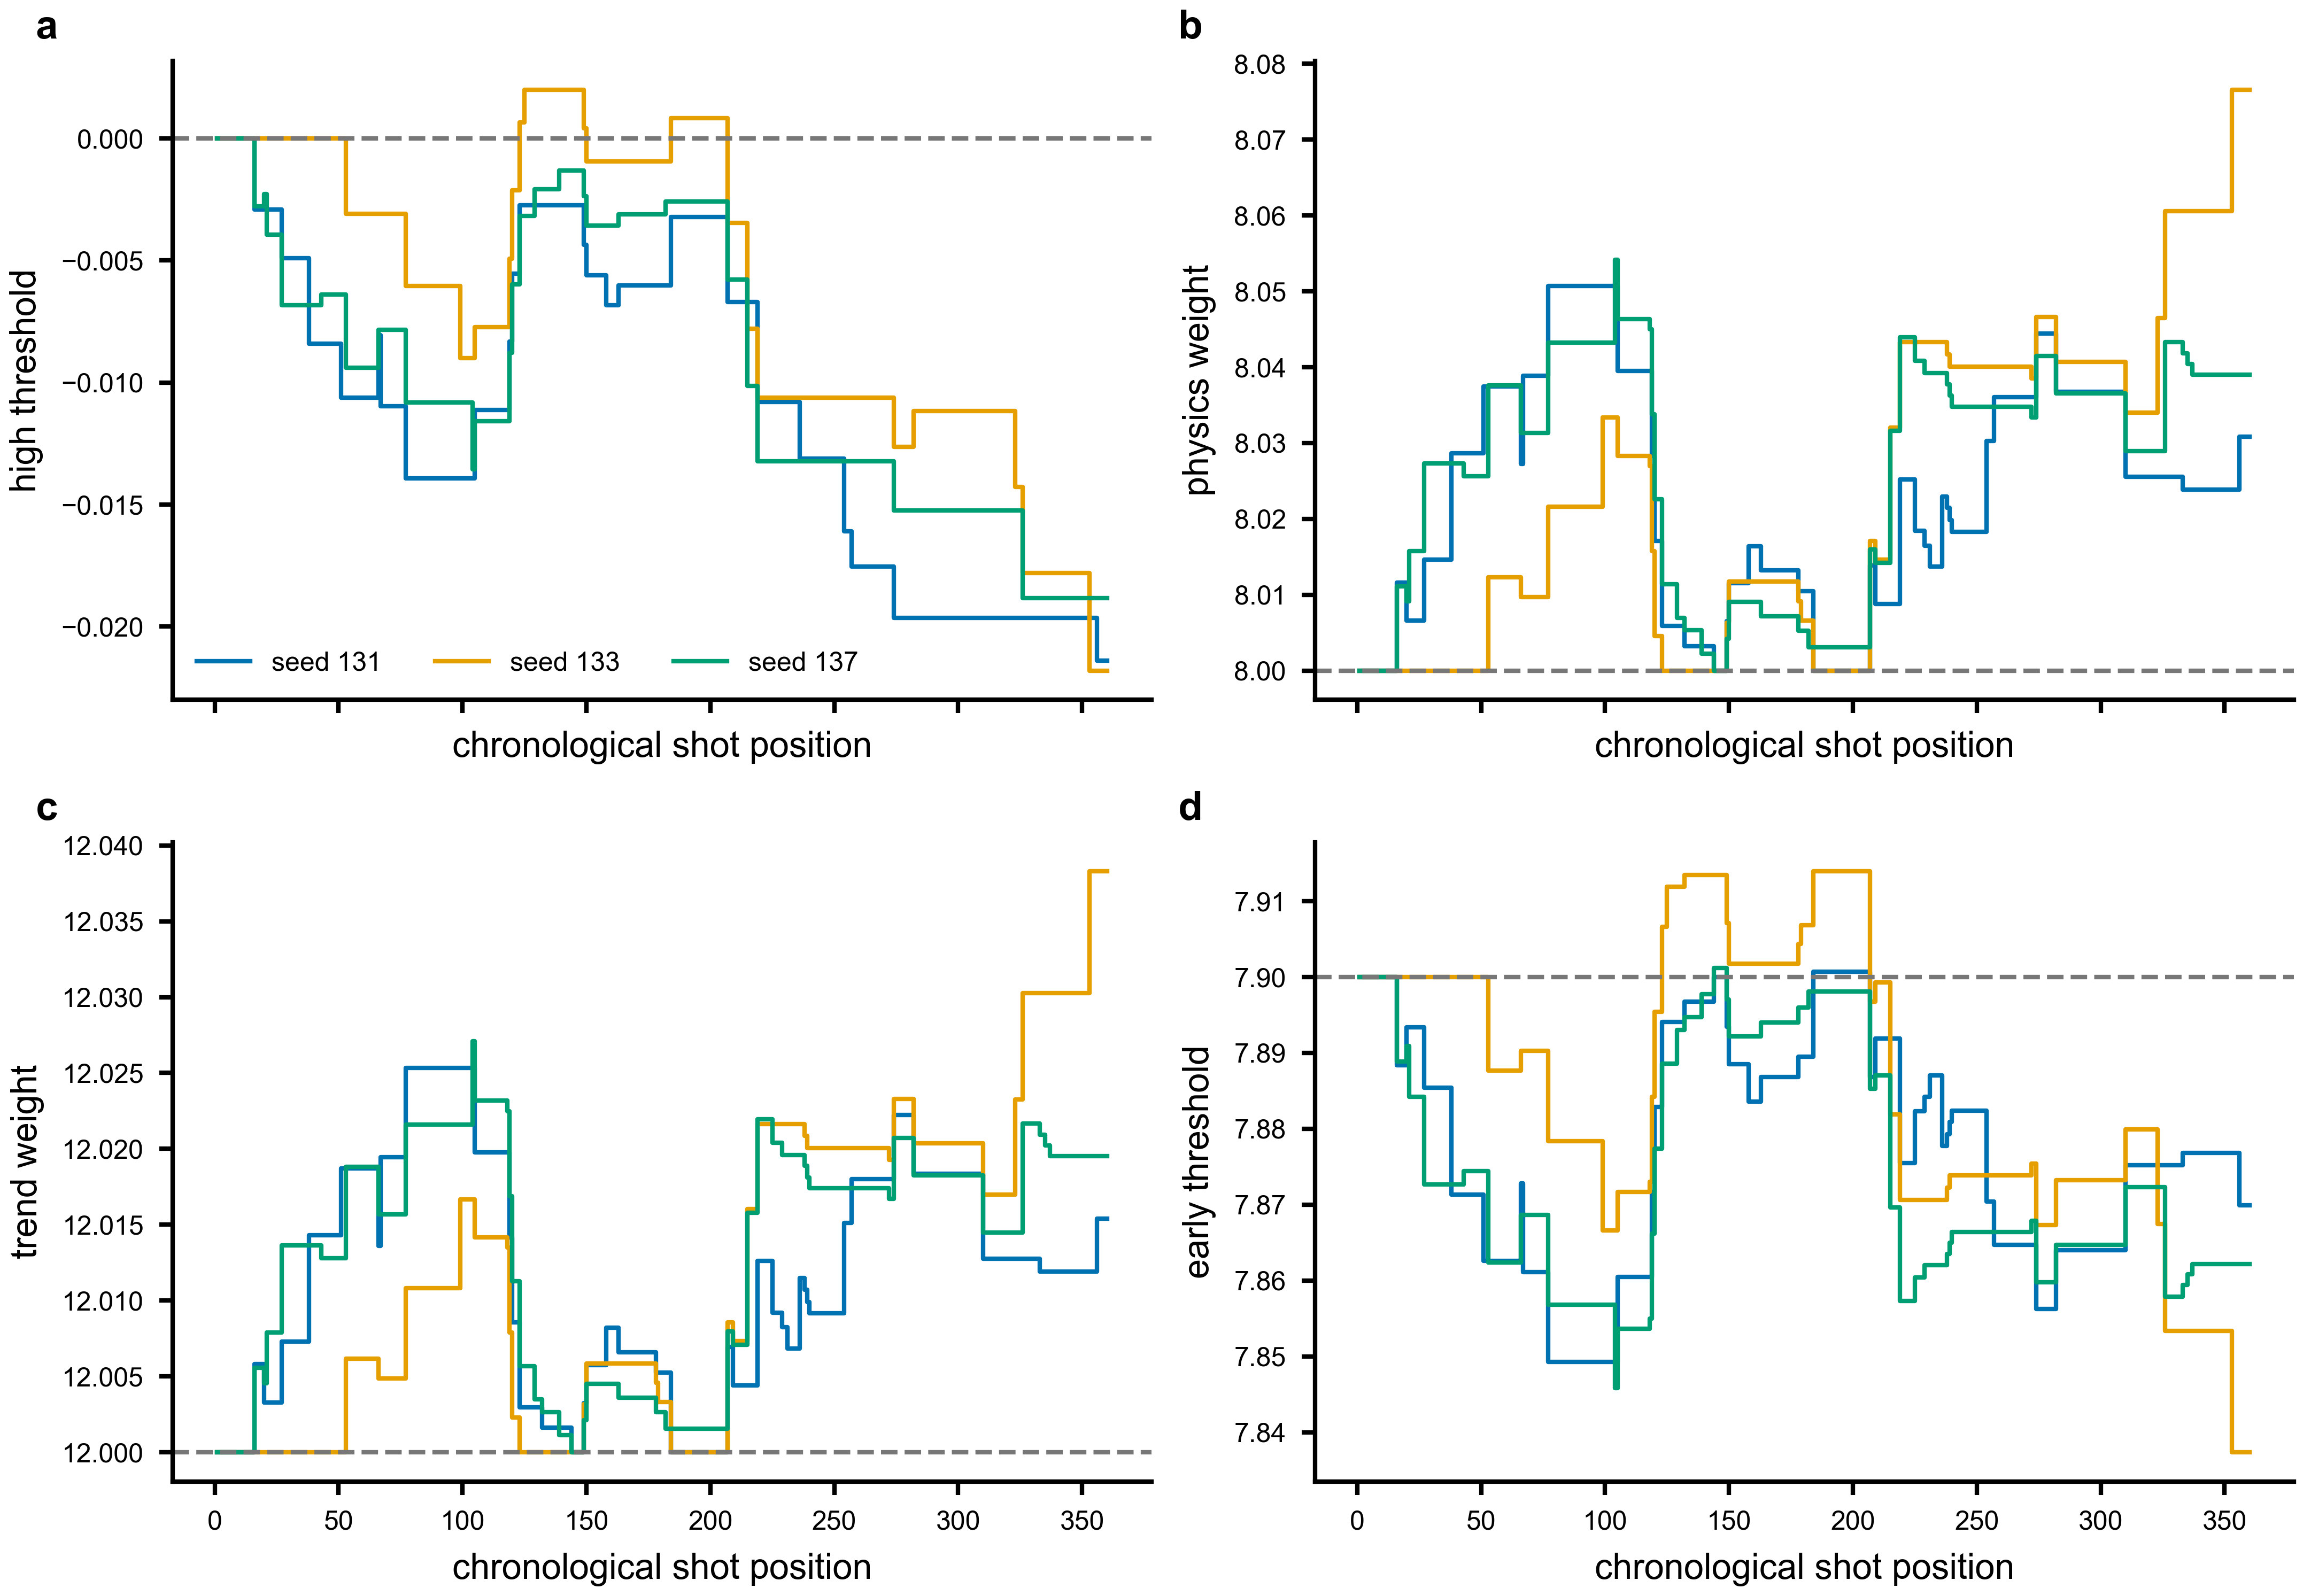 a
0.000
−0.005
−0.010
−0.015
−0.020
high threshold
seed 131
seed 133
seed 137
chronological shot position
b
8.08
8.07
8.06
8.05
8.04
8.03
8.02
8.01
8.00
physics weight
chronological shot position
c
12.040
12.035
12.030
12.025
12.020
12.015
12.010
12.005
12.000
trend weight
0 50 100 150 200 250 300 350
chronological shot position
d
7.91
7.90
7.89
7.88
7.87
7.86
7.85
7.84
early threshold
0 50 100 150 200 250 300 350
chronological shot position